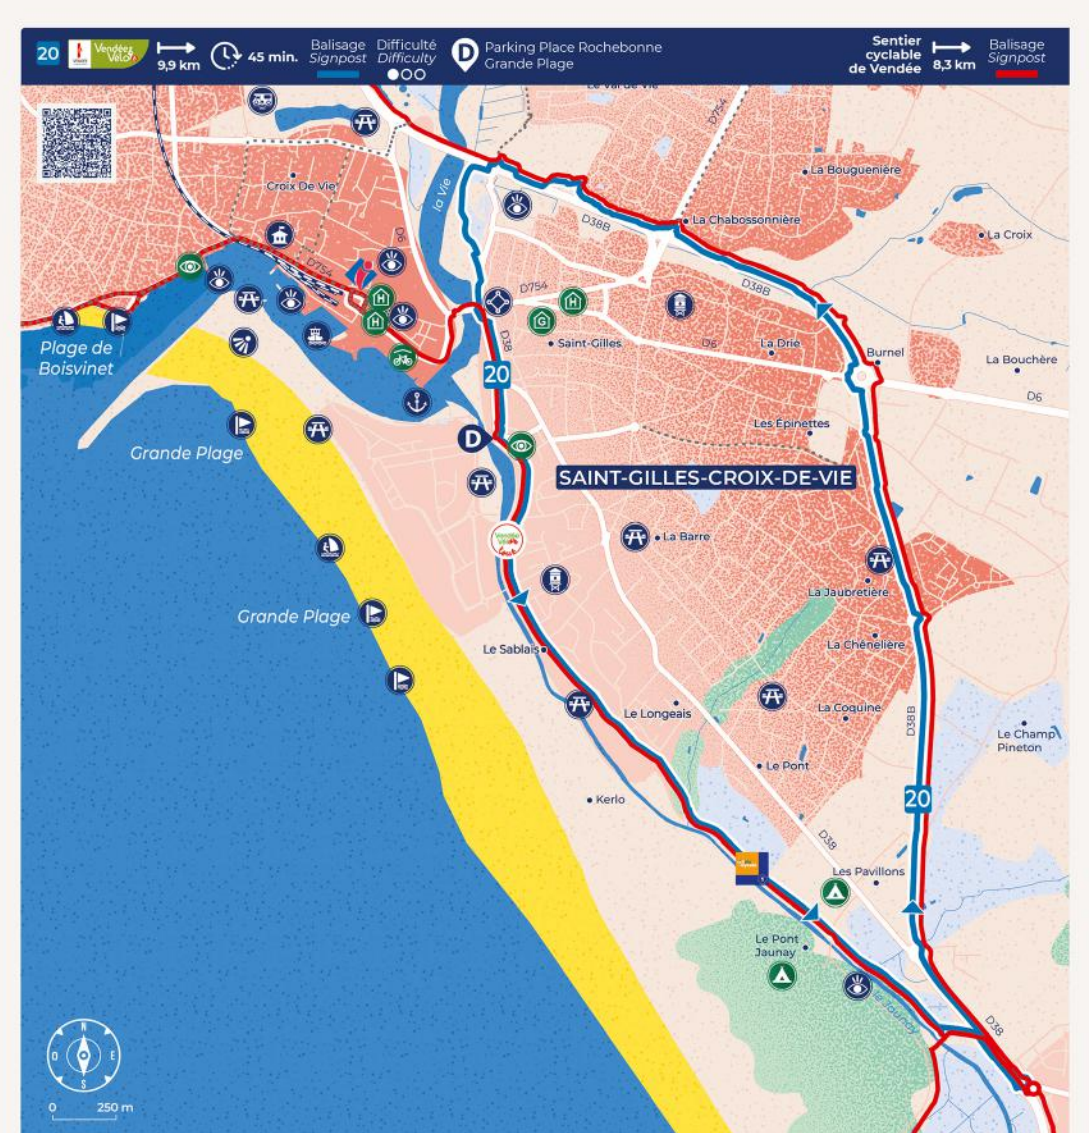 20
Vendée
Vélo
9,9 km
45 min.
Balisage
Signpost
Difficulté
Difficulty
D
Parking Place Rochebonne
Grande Plage
Sentier
cyclable
de Vendée
8,3 km
Balisage
Signpost
Le Val de Vie
D754
La Bouguenière
Croix De Vie
la Vie
D6
D38B
La Chabossonnière
La Croix
D754
H
H
D754
H
G
D38B
Saint-Gilles
D38
D6
La Drie
Burnel
La Bouchère
Plage de
Boisvinet
20
D6
Les Épinettes
D
Grande Plage
SAINT-GILLES-CROIX-DE-VIE
La Barre
Vendée
Vélo
Tour
La Jaubretière
Grande Plage
Le Sablais
La Chênelière
Le Longeais
La Coquine
D38B
Le Champ
Pineton
Le Pont
Kerlo
20
D38
Les Pavillons
Le Pont
Jaunay
le Jaunay
D38
N
O
E
S
0
250 m